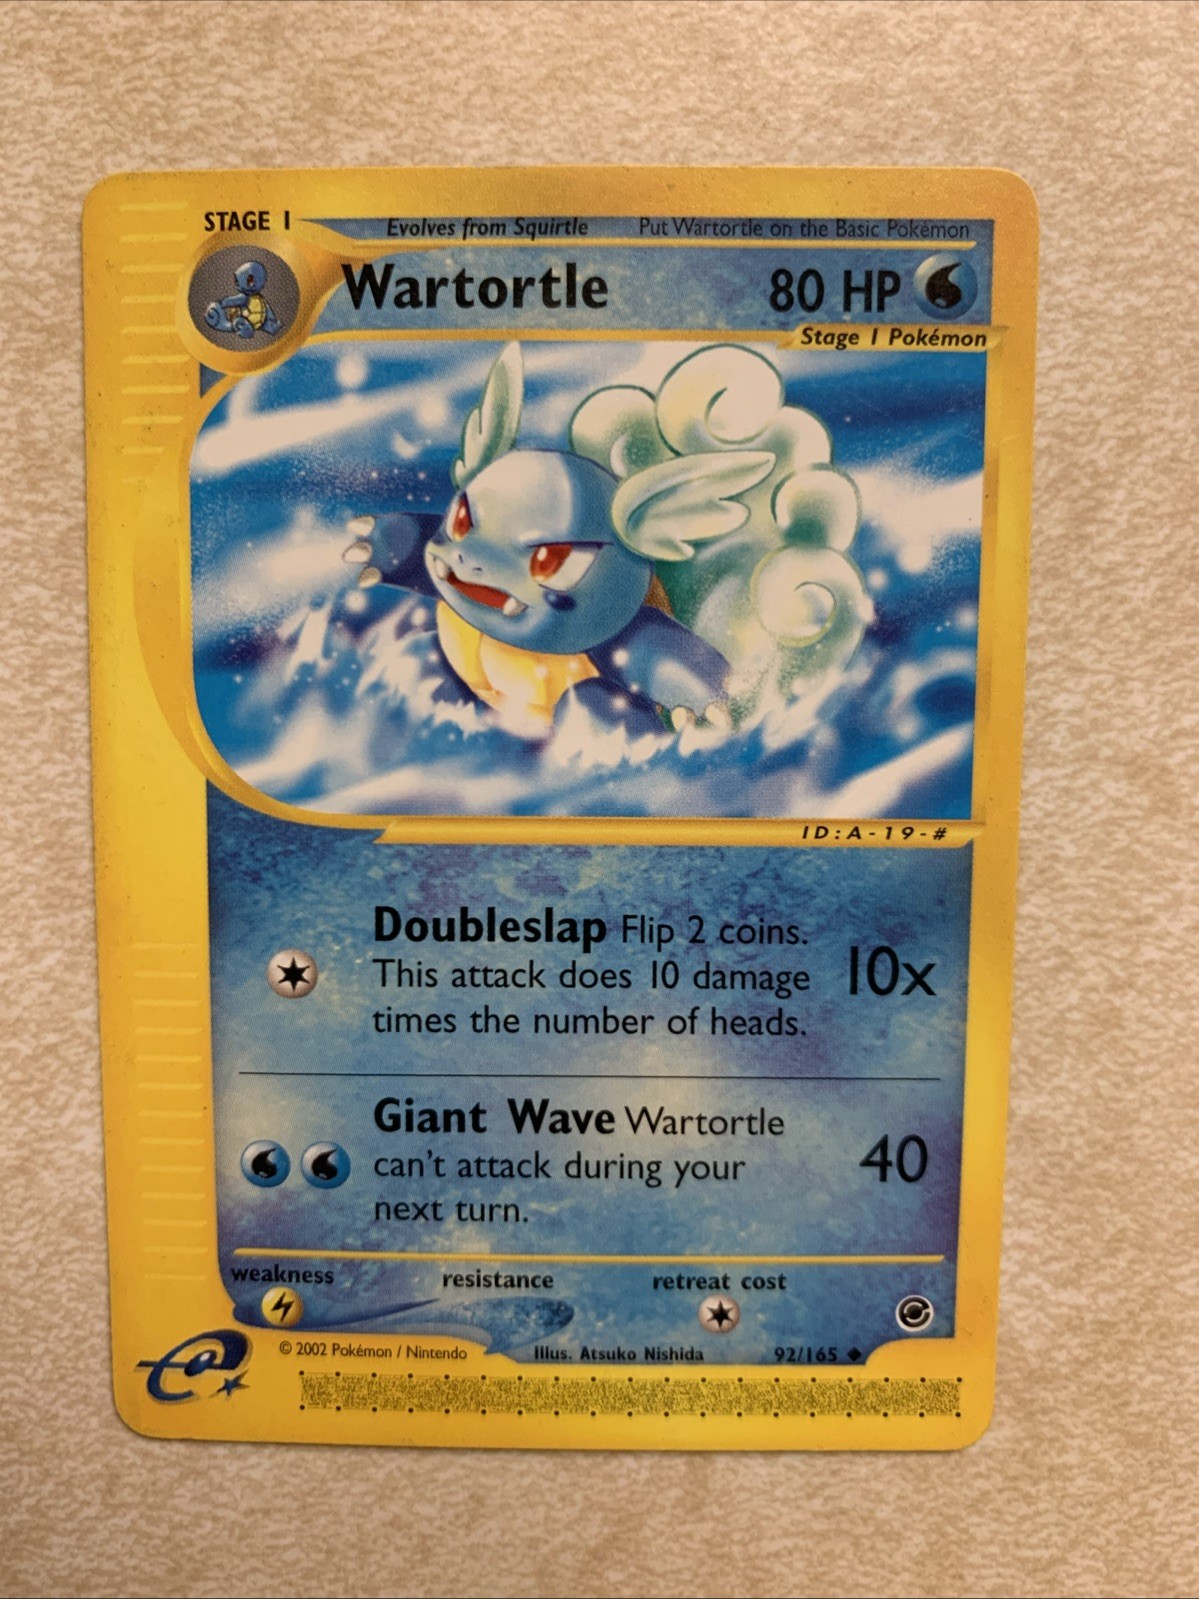 STAGE 1
Evolves from Squirtle Put Wartortle on the Basic Pokémon
Wartortle 80 HP
Stage 1 Pokémon
ID:A-19-#
Doubleslap Flip 2 coins.
This attack does 10 damage
times the number of heads.
10x
Giant Wave Wartortle
can't attack during your
next turn.
40
weakness resistance retreat cost
e
© 2002 Pokémon / Nintendo Illus. Atsuko Nishida 92/165